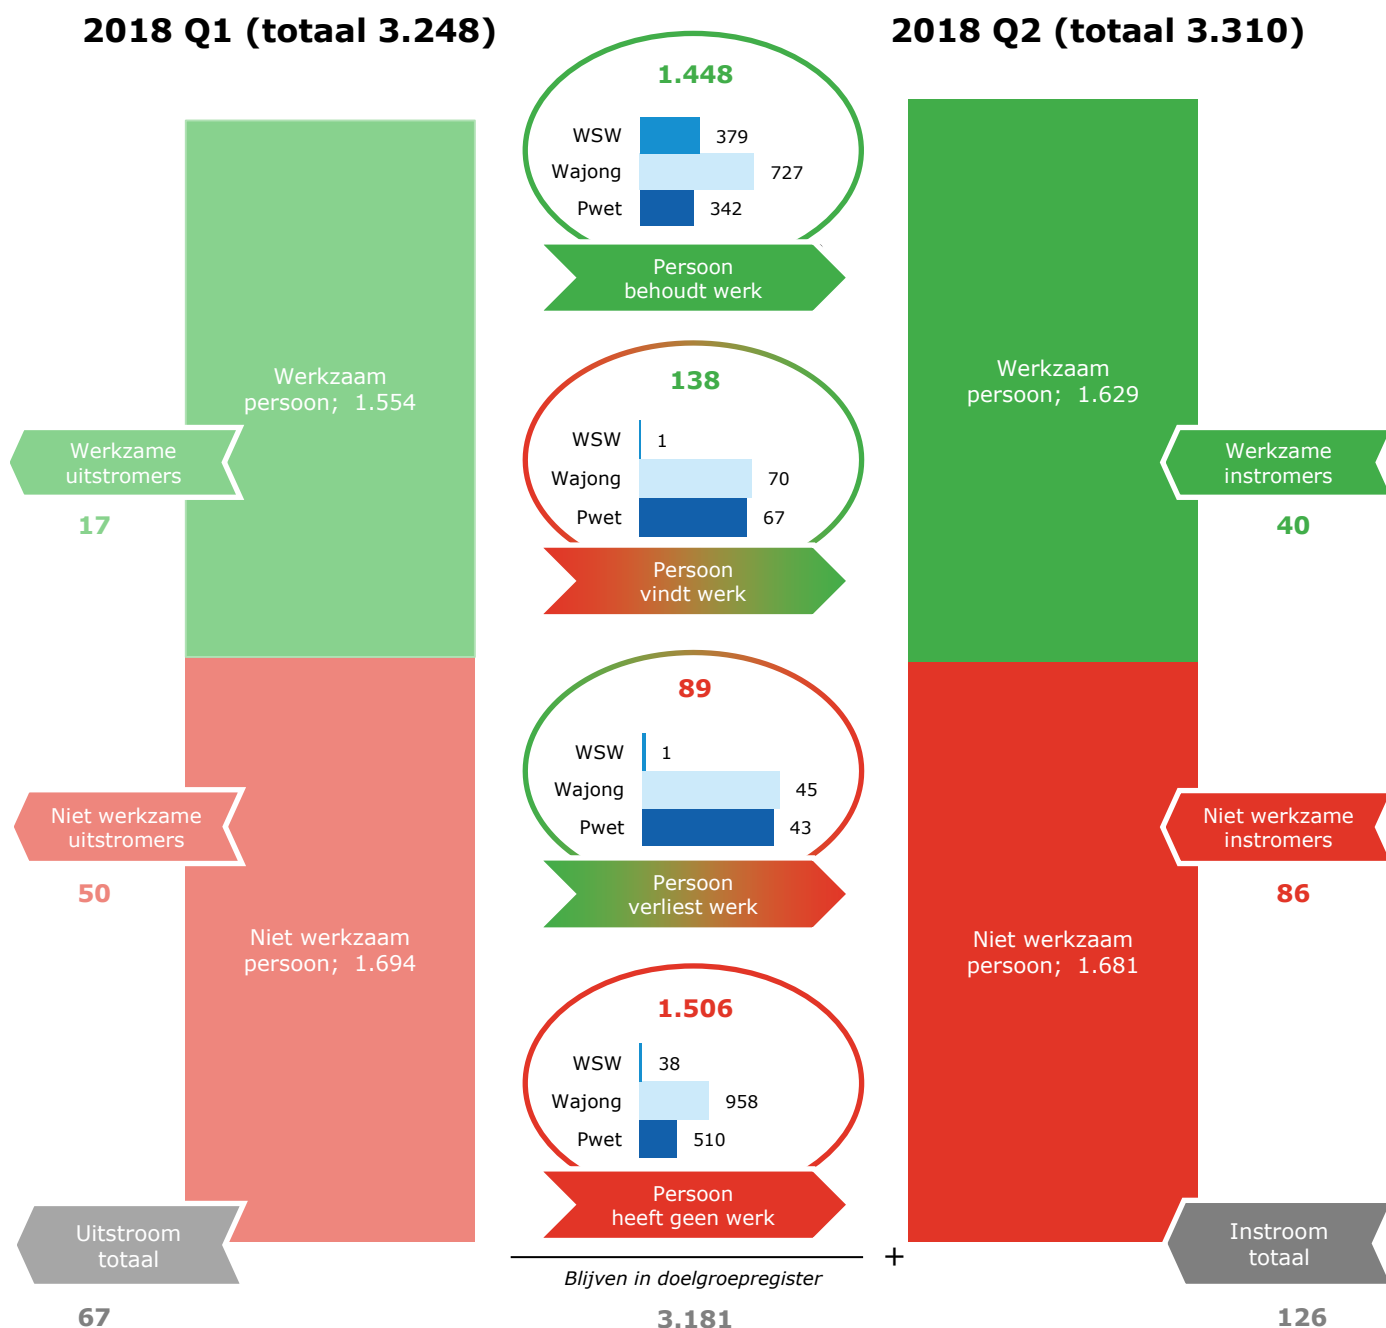 2018 Q1 (totaal 3.248)
2018 Q2 (totaal 3.310)
1.448
WSW 379
Wajong 727
Pwet 342
Persoon
behoudt werk
Werkzaam
persoon; 1.554
Werkzaam
persoon; 1.629
138
WSW 1
Wajong 70
Pwet 67
Persoon
vindt werk
Werkzame
uitstromers
17
Werkzame
instromers
40
89
WSW 1
Wajong 45
Pwet 43
Persoon
verliest werk
Niet werkzame
uitstromers
50
Niet werkzame
instromers
86
Niet werkzaam
persoon; 1.694
Niet werkzaam
persoon; 1.681
1.506
WSW 38
Wajong 958
Pwet 510
Persoon
heeft geen werk
Uitstroom
totaal
67
+
Blijven in doelgroepregister
3.181
Instroom
totaal
126